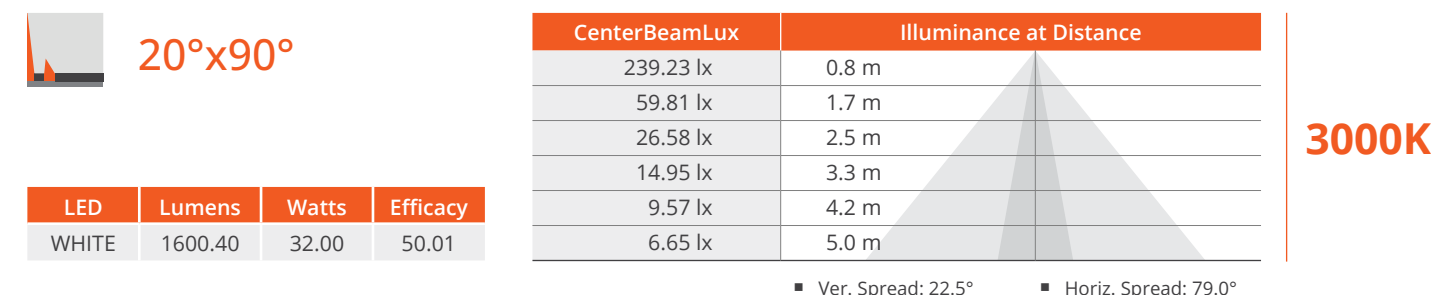 20°x90°
LED Lumens Watts Efficacy
WHITE 1600.40 32.00 50.01
CenterBeamLux Illuminance at Distance
239.23 lx 0.8 m
59.81 lx 1.7 m
26.58 lx 2.5 m
14.95 lx 3.3 m
9.57 lx 4.2 m
6.65 lx 5.0 m
▪ Ver. Spread: 22.5° ▪ Horiz. Spread: 79.0°
3000K